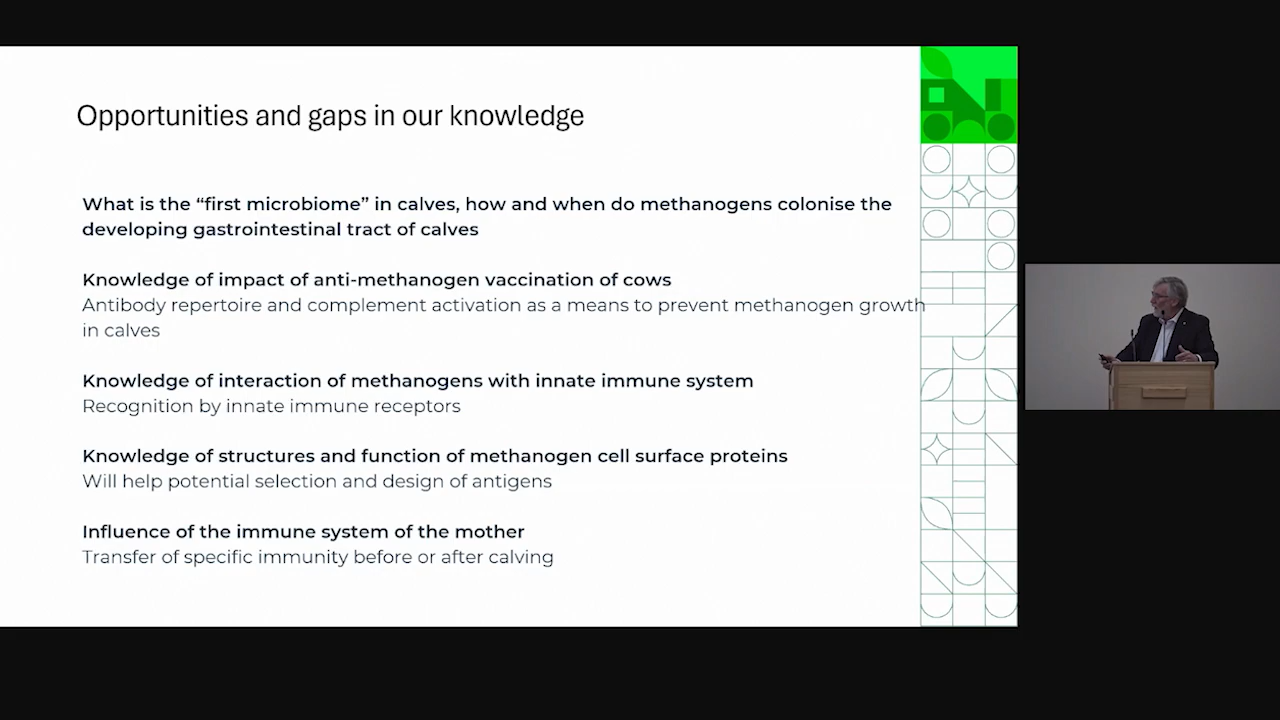 Opportunities and gaps in our knowledge
What is the “first microbiome” in calves, how and when do methanogens colonise the
developing gastrointestinal tract of calves
Knowledge of impact of anti-methanogen vaccination of cows
Antibody repertoire and complement activation as a means to prevent methanogen growth
in calves
Knowledge of interaction of methanogens with innate immune system
Recognition by innate immune receptors
Knowledge of structures and function of methanogen cell surface proteins
Will help potential selection and design of antigens
Influence of the immune system of the mother
Transfer of specific immunity before or after calving